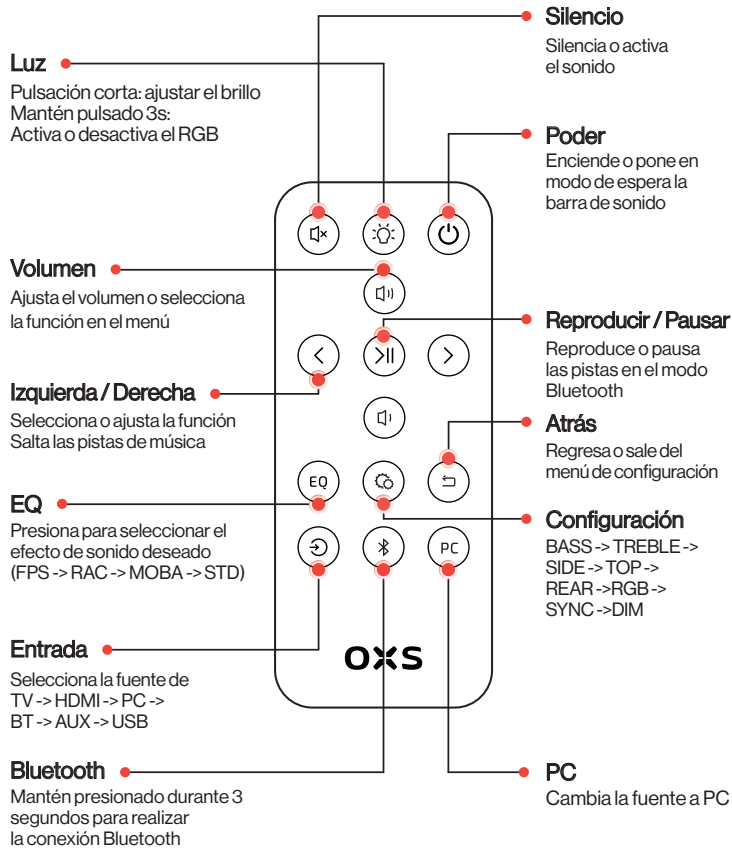 Silencio
Silencia o activa
el sonido
Luz
Pulsación corta: ajustar el brillo
Mantén pulsado 3s:
Activa o desactiva el RGB
Poder
Enciende o pone en
modo de espera la
barra de sonido
Volumen
Ajusta el volumen o selecciona
la función en el menú
Reproducir / Pausar
Reproduce o pausa
las pistas en el modo
Bluetooth
Izquierda / Derecha
Selecciona o ajusta la función
Salta las pistas de música
Atrás
Regresa o sale del
menú de configuración
EQ
EQ
Presiona para seleccionar el
efecto de sonido deseado
(FPS -> RAC -> MOBA -> STD)
Configuración
BASS -> TREBLE ->
SIDE -> TOP ->
REAR ->RGB ->
SYNC ->DIM
PC
OXS
Entrada
Selecciona la fuente de
TV -> HDMI -> PC ->
BT -> AUX -> USB
Bluetooth
Mantén presionado durante 3
segundos para realizar
la conexión Bluetooth
PC
Cambia la fuente a PC